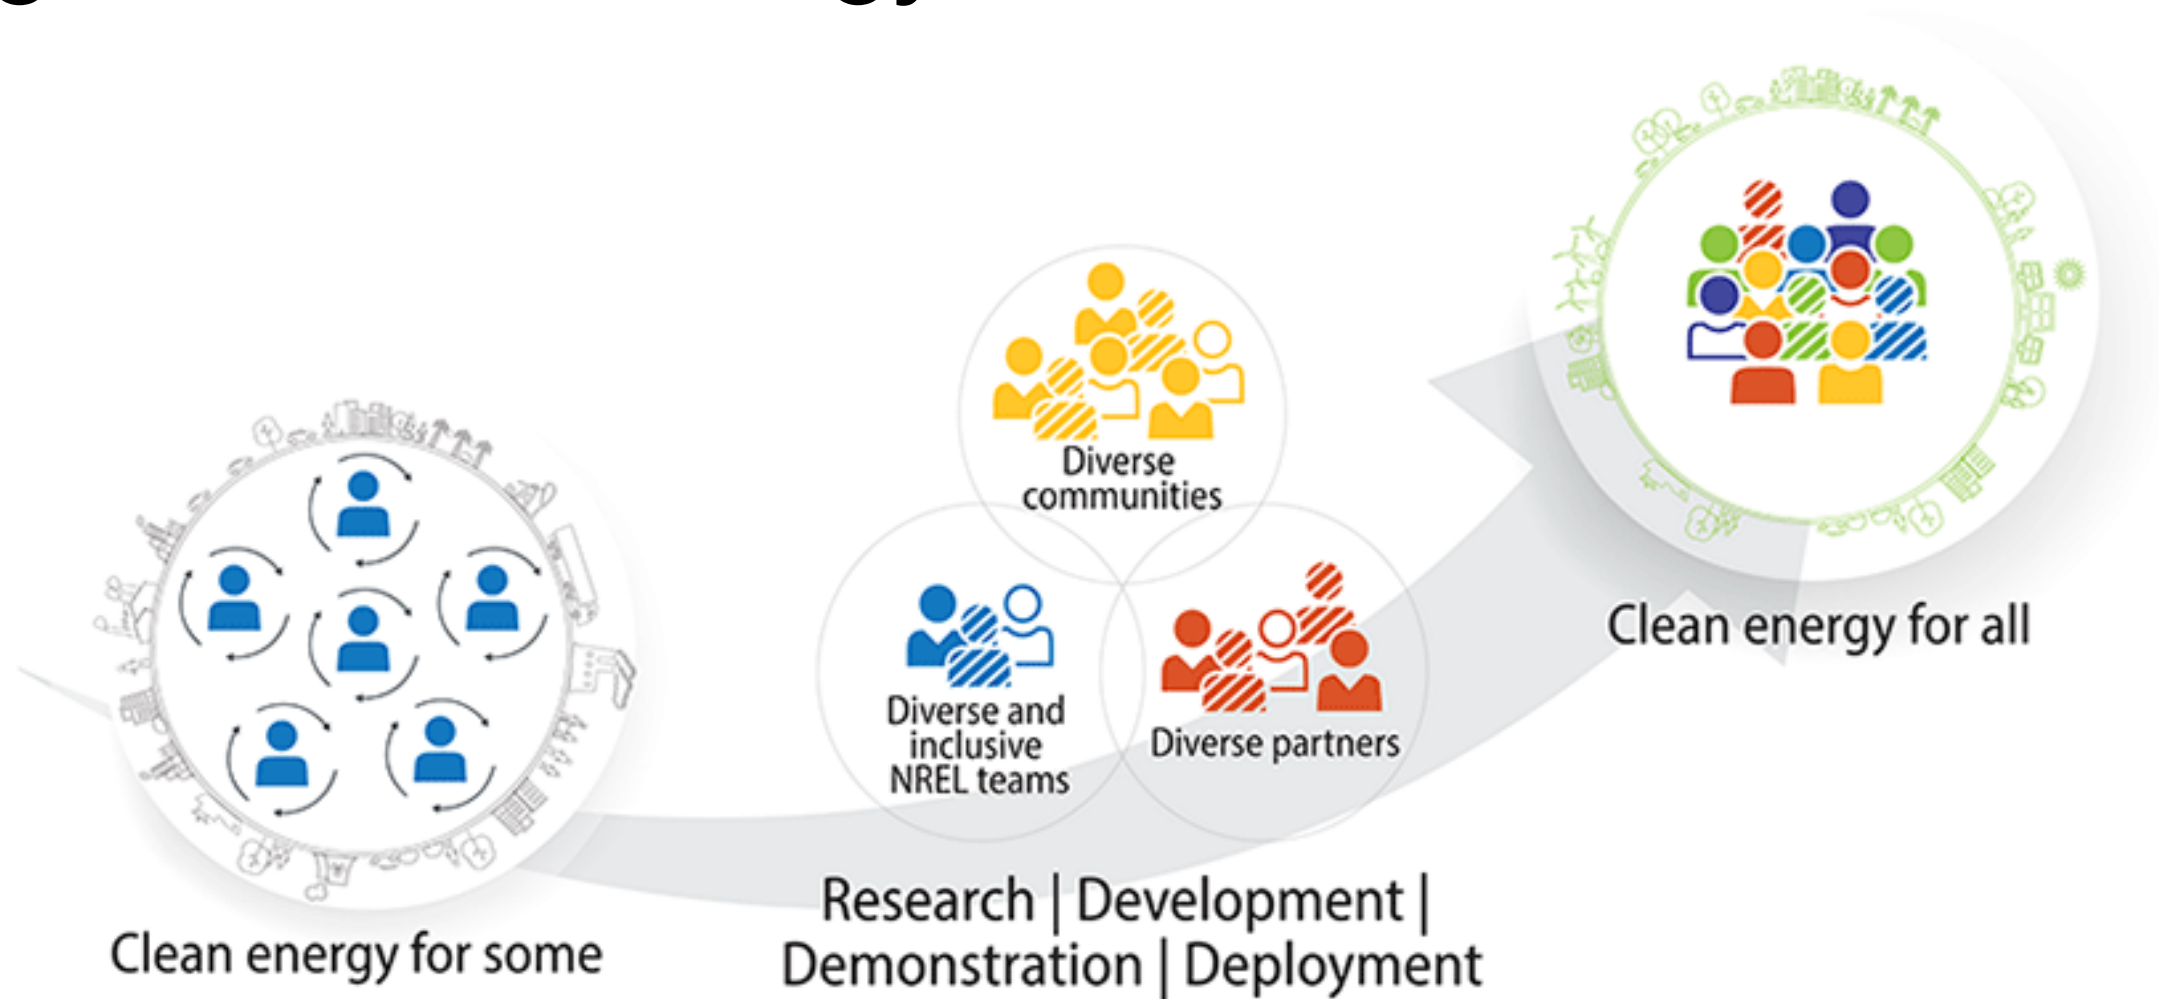 Diverse
communities
Diverse and
inclusive
NREL teams
Diverse partners
Clean energy for all
Clean energy for some
Research | Development |
Demonstration | Deployment